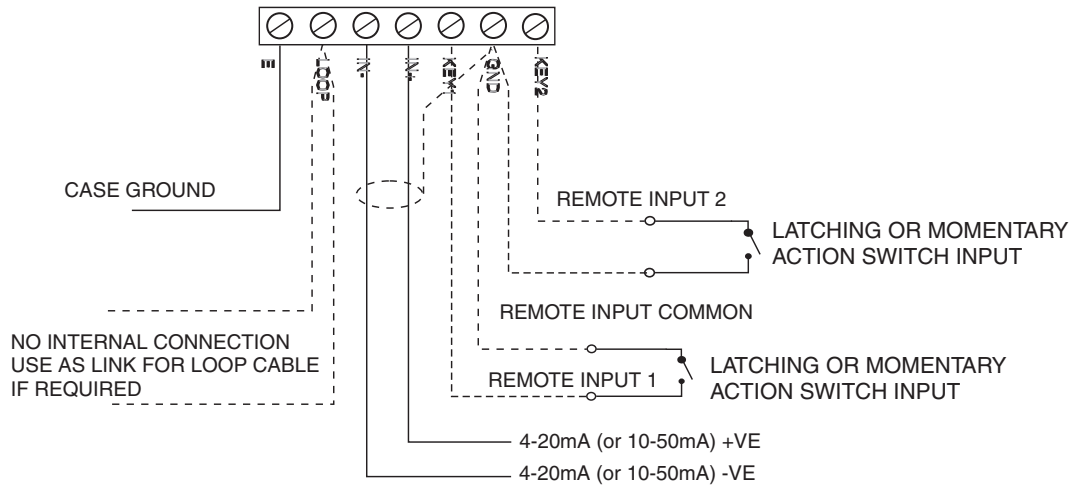 E
LOOP
IN-
IN+
KEY1
GND
KEY2
CASE GROUND
REMOTE INPUT 2
LATCHING OR MOMENTARY
ACTION SWITCH INPUT
REMOTE INPUT COMMON
NO INTERNAL CONNECTION
USE AS LINK FOR LOOP CABLE
IF REQUIRED
REMOTE INPUT 1
LATCHING OR MOMENTARY
ACTION SWITCH INPUT
4-20mA (or 10-50mA) +VE
4-20mA (or 10-50mA) -VE